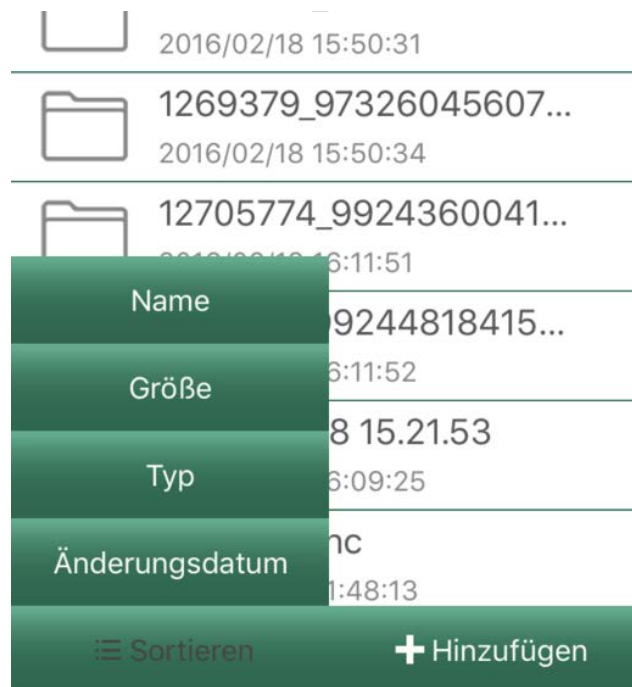 2016/02/18 15:50:31
1269379_97326045607...
2016/02/18 15:50:34
12705774_9924360041...
6:11:51
Name
99244818415...
6:11:52
Größe
8 15.21.53
6:09:25
Typ
nc
1:48:13
Änderungsdatum
Sortieren
Hinzufügen